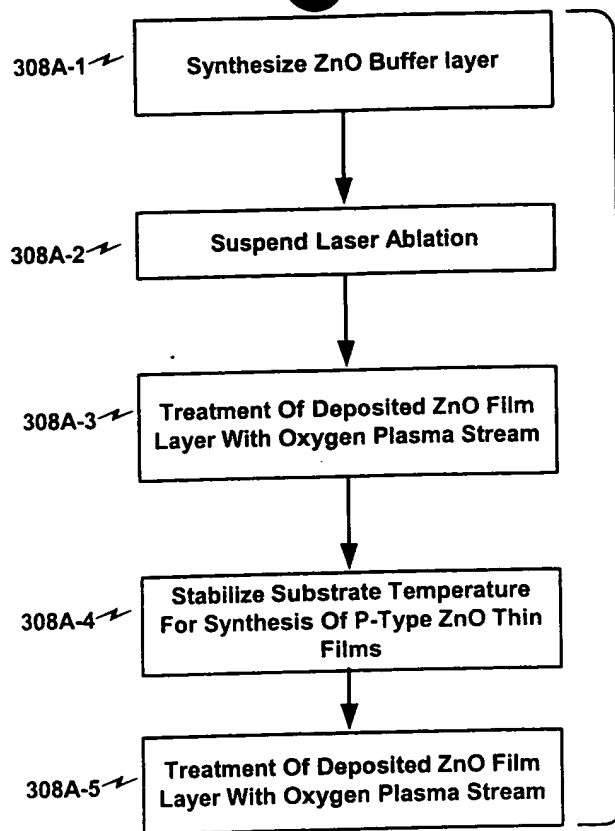 308A-1
Synthesize ZnO Buffer layer
308A-2
Suspend Laser Ablation
308A-3
Treatment Of Deposited ZnO Film
Layer With Oxygen Plasma Stream
308A-4
Stabilize Substrate Temperature
For Synthesis Of P-Type ZnO Thin
Films
308A-5
Treatment Of Deposited ZnO Film
Layer With Oxygen Plasma Stream